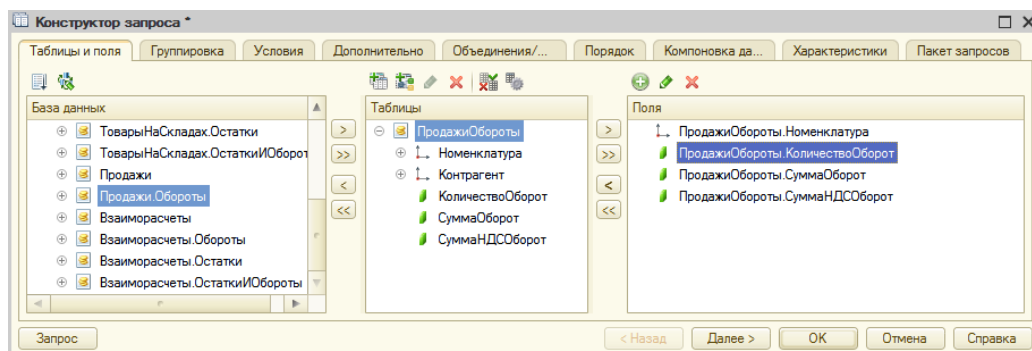 Конструктор запроса *
Таблицы и поля Группировка Условия Дополнительно Объединения/... Порядок Компоновка да... Характеристики Пакет запросов
База данных
ТоварыНаСкладах.Остатки
ТоварыНаСкладах.ОстаткиИОборот
Продажи
Продажи.Обороты
Взаиморасчеты
Взаиморасчеты.Обороты
Взаиморасчеты.Остатки
Взаиморасчеты.ОстаткиИОбороты
> 
>>
<
<<
Таблицы
ПродажиОбороты
Номенклатура
Контрагент
КоличествоОборот
СуммаОборот
СуммаНДСОборот
>
>>
<
<<
Поля
ПродажиОбороты.Номенклатура
ПродажиОбороты.КоличествоОборот
ПродажиОбороты.СуммаОборот
ПродажиОбороты.СуммаНДСОборот
Запрос < Назад Далее > OK Отмена Справка